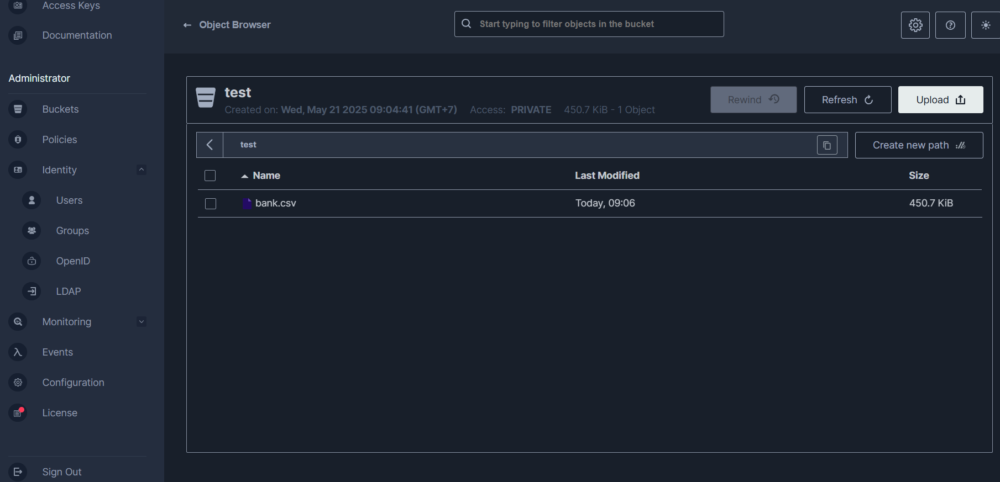 Access Keys
Documentation
Administrator
Buckets
Policies
Identity
Users
Groups
OpenID
LDAP
Monitoring
Events
Configuration
License
Sign Out
Object Browser
Start typing to filter objects in the bucket
test
Created on: Wed, May 21 2025 09:04:41 (GMT+7) Access: PRIVATE 450.7 KiB - 1 Object
Rewind
Refresh
Upload
test
Create new path
Name Last Modified Size
bank.csv Today, 09:06 450.7 KiB